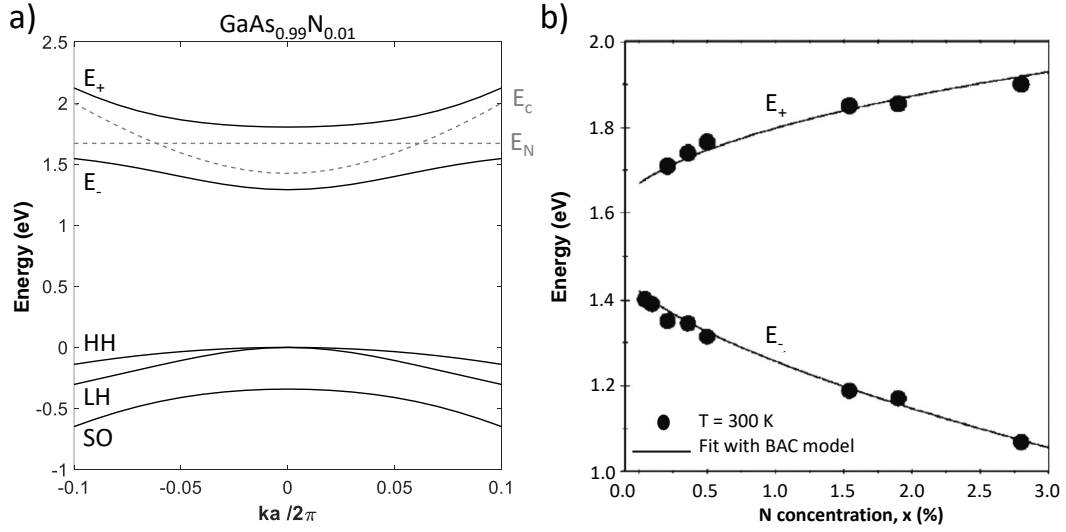 a)
GaAs0.99N0.01
2.5
2
1.5
1
0.5
0
-0.5
-1
E+
Ec
EN
E-
HH
LH
SO
Energy (eV)
-0.1
-0.05
0
0.05
0.1
ka /2π
b)
2.0
1.8
1.6
1.4
1.2
1.0
E+
E-
T = 300 K
Fit with BAC model
Energy (eV)
0.0
0.5
1.0
1.5
2.0
2.5
3.0
N concentration, x (%)